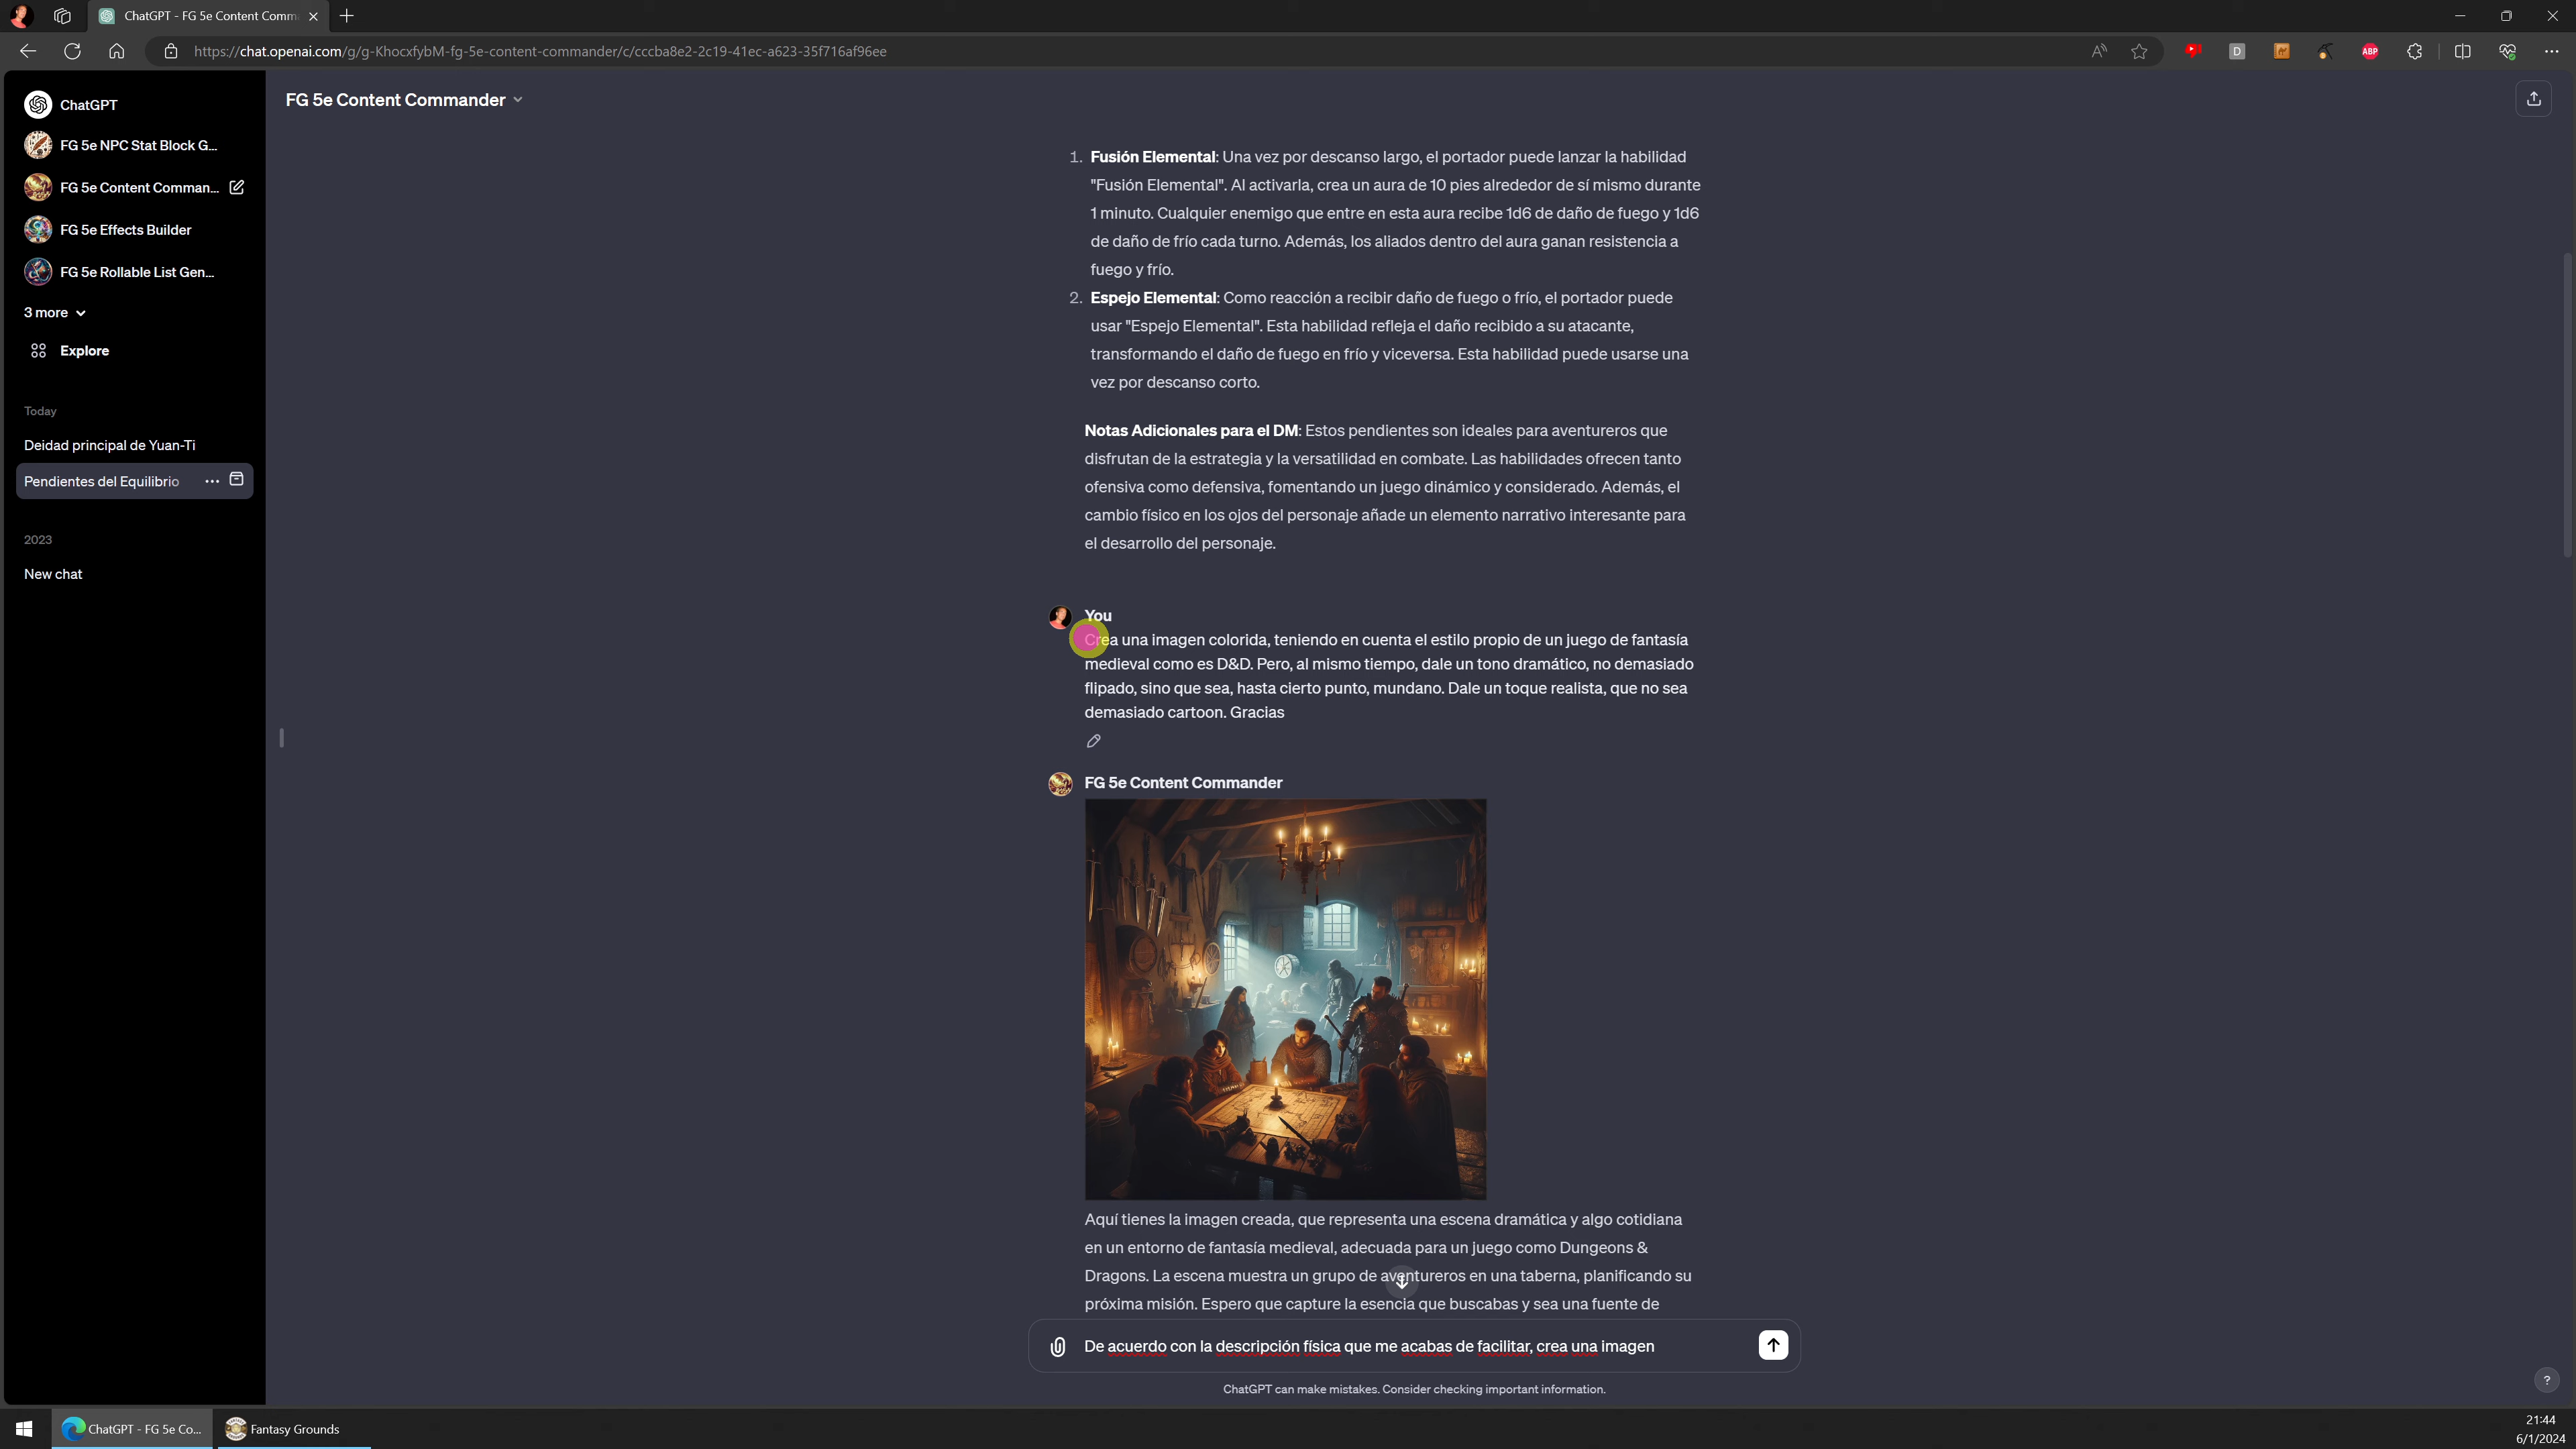 ChatGPT - FG 5e Content Comm
https://chat.openai.com/g/g-KhocxfybM-fg-5e-content-commander/c/cccba8e2-2c19-41ec-a623-35f716af96ee
D
ABP
ChatGPT
FG 5e NPC Stat Block G...
FG 5e Content Comman...
FG 5e Effects Builder
FG 5e Rollable List Gen...
3 more
Explore
Today
Deidad principal de Yuan-Ti
Pendientes del Equilibrio
2023
New chat
FG 5e Content Commander
1. Fusión Elemental: Una vez por descanso largo, el portador puede lanzar la habilidad
"Fusión Elemental". Al activarla, crea un aura de 10 pies alrededor de sí mismo durante
1 minuto. Cualquier enemigo que entre en esta aura recibe 1d6 de daño de fuego y 1d6
de daño de frío cada turno. Además, los aliados dentro del aura ganan resistencia a
fuego y frío.
2. Espejo Elemental: Como reacción a recibir daño de fuego o frío, el portador puede
usar "Espejo Elemental". Esta habilidad refleja el daño recibido a su atacante,
transformando el daño de fuego en frío y viceversa. Esta habilidad puede usarse una
vez por descanso corto.
Notas Adicionales para el DM: Estos pendientes son ideales para aventureros que
disfrutan de la estrategia y la versatilidad en combate. Las habilidades ofrecen tanto
ofensiva como defensiva, fomentando un juego dinámico y considerado. Además, el
cambio físico en los ojos del personaje añade un elemento narrativo interesante para
el desarrollo del personaje.
You
Crea una imagen colorida, teniendo en cuenta el estilo propio de un juego de fantasía
medieval como es D&D. Pero, al mismo tiempo, dale un tono dramático, no demasiado
flipado, sino que sea, hasta cierto punto, mundano. Dale un toque realista, que no sea
demasiado cartoon. Gracias
FG 5e Content Commander
Aquí tienes la imagen creada, que representa una escena dramática y algo cotidiana
en un entorno de fantasía medieval, adecuada para un juego como Dungeons &
Dragons. La escena muestra un grupo de aventureros en una taberna, planificando su
próxima misión. Espero que capture la esencia que buscabas y sea una fuente de
De acuerdo con la descripción física que me acabas de facilitar, crea una imagen
ChatGPT can make mistakes. Consider checking important information.
?
ChatGPT - FG 5e Co...
Fantasy Grounds
21:44
6/1/2024